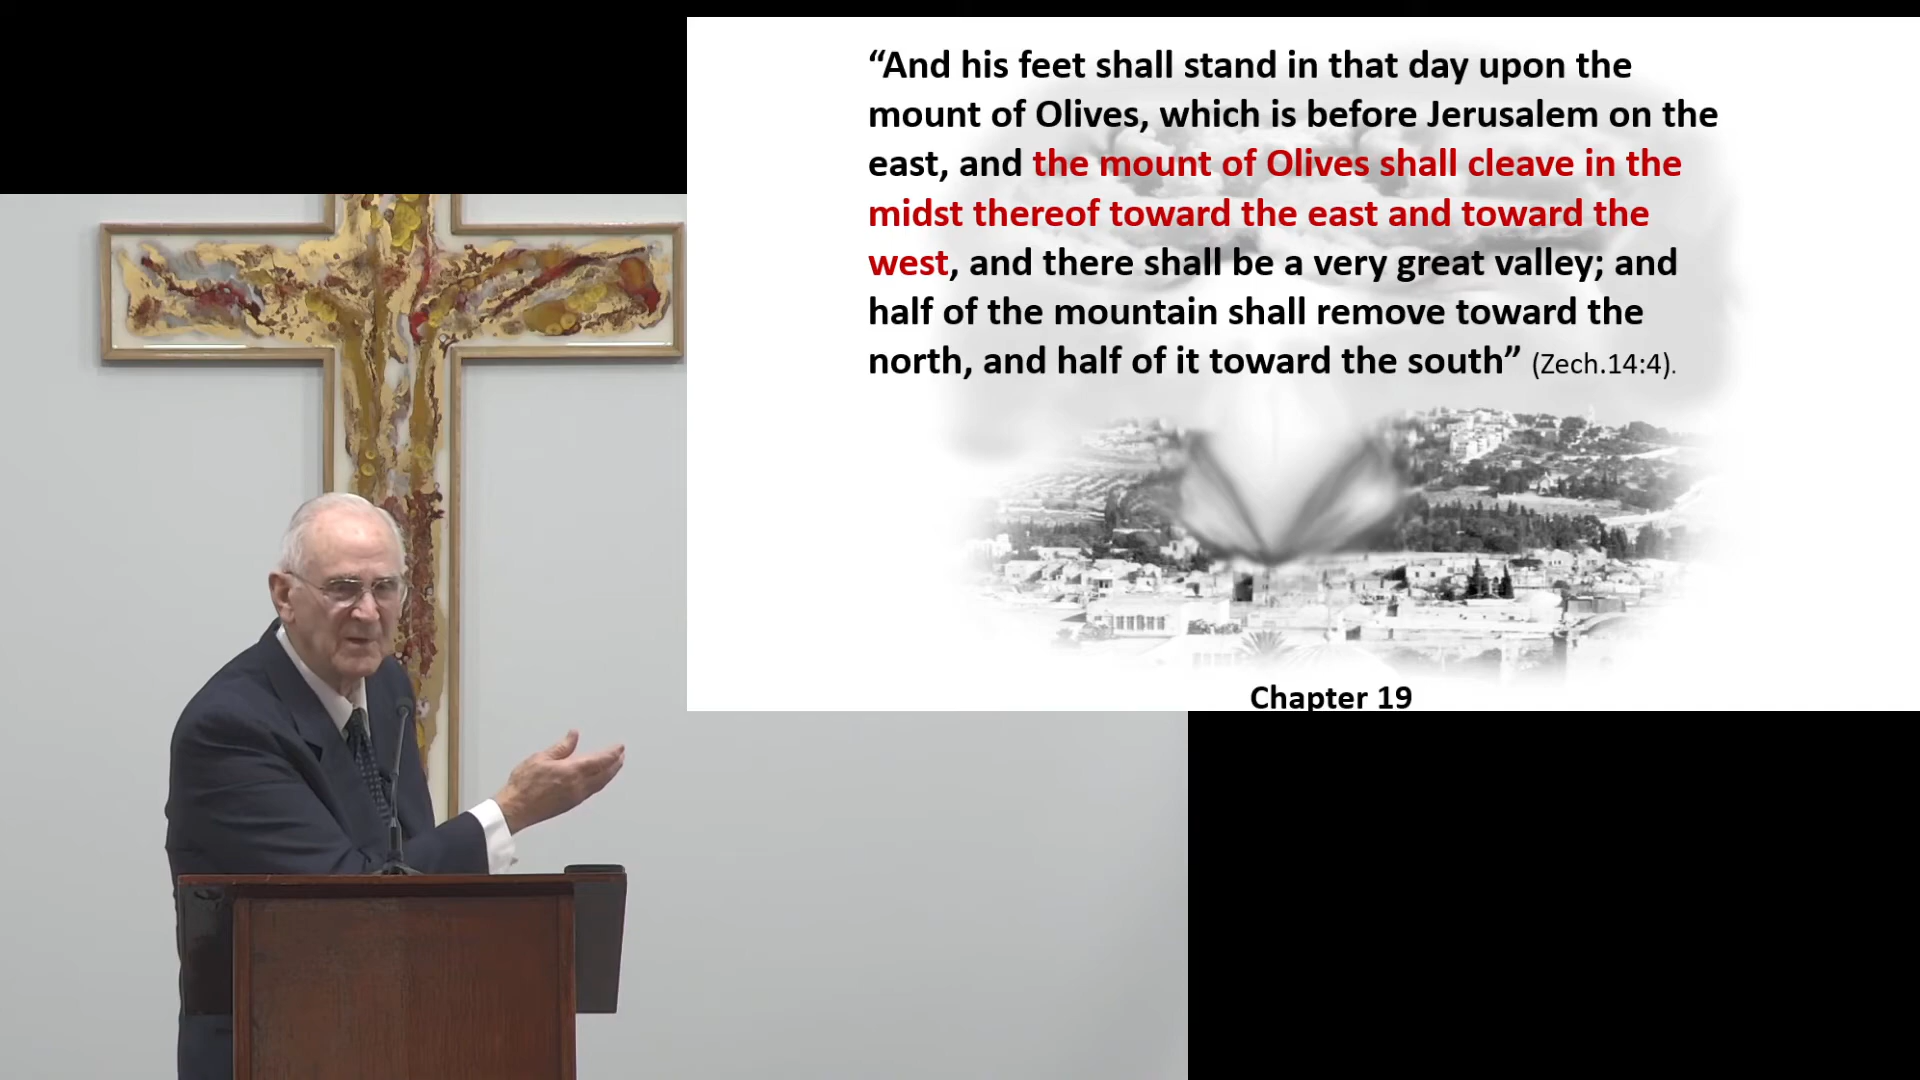 “And his feet shall stand in that day upon the
mount of Olives, which is before Jerusalem on the
east, and the mount of Olives shall cleave in the
midst thereof toward the east and toward the
west, and there shall be a very great valley; and
half of the mountain shall remove toward the
north, and half of it toward the south” (Zech.14:4).
Chapter 19